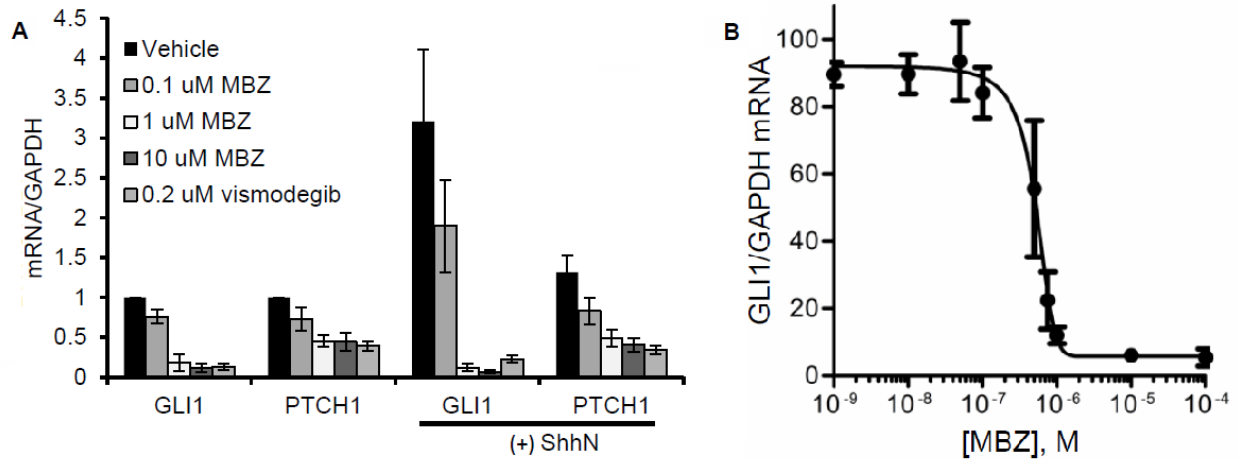 A
mRNA/GAPDH
4.5
4
3.5
3
2.5
2
1.5
1
0.5
0
Vehicle
0.1 uM MBZ
1 uM MBZ
10 uM MBZ
0.2 uM vismodegib
GLI1 PTCH1 GLI1 PTCH1
(+) ShhN
B
GLI1/GAPDH mRNA
100
80
60
40
20
0
10⁻⁹ 10⁻⁸ 10⁻⁷ 10⁻⁶ 10⁻⁵ 10⁻⁴
[MBZ], M